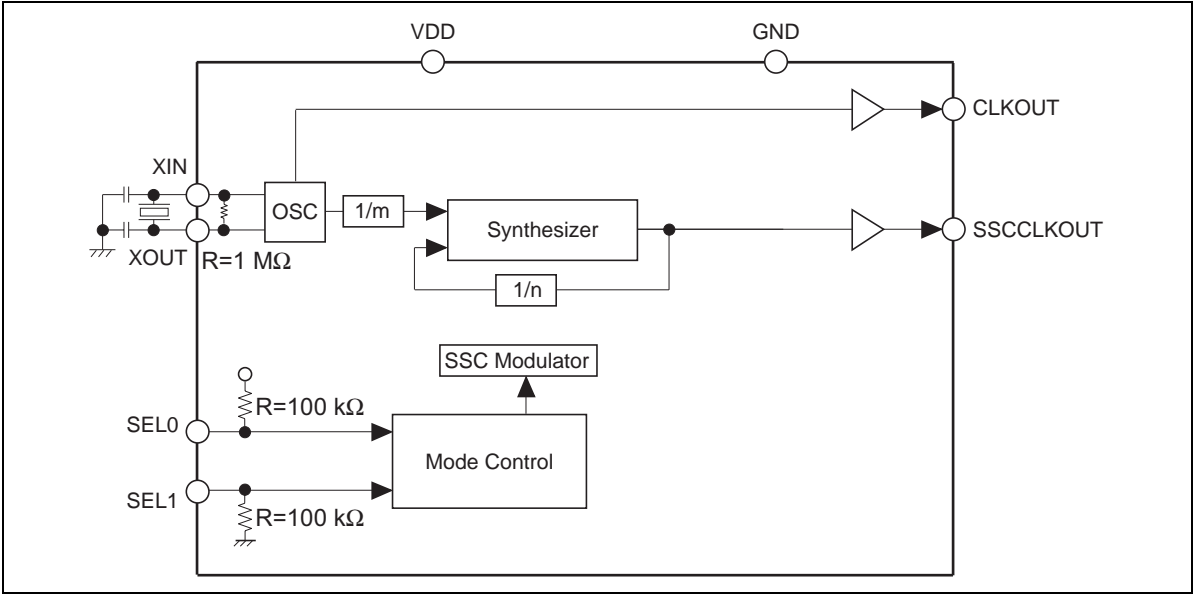 VDD
GND
CLKOUT
XIN
OSC
1/m
Synthesizer
SSCCLKOUT
XOUT
R=1 MΩ
1/n
SSC Modulator
R=100 kΩ
SEL0
Mode Control
SEL1
R=100 kΩ